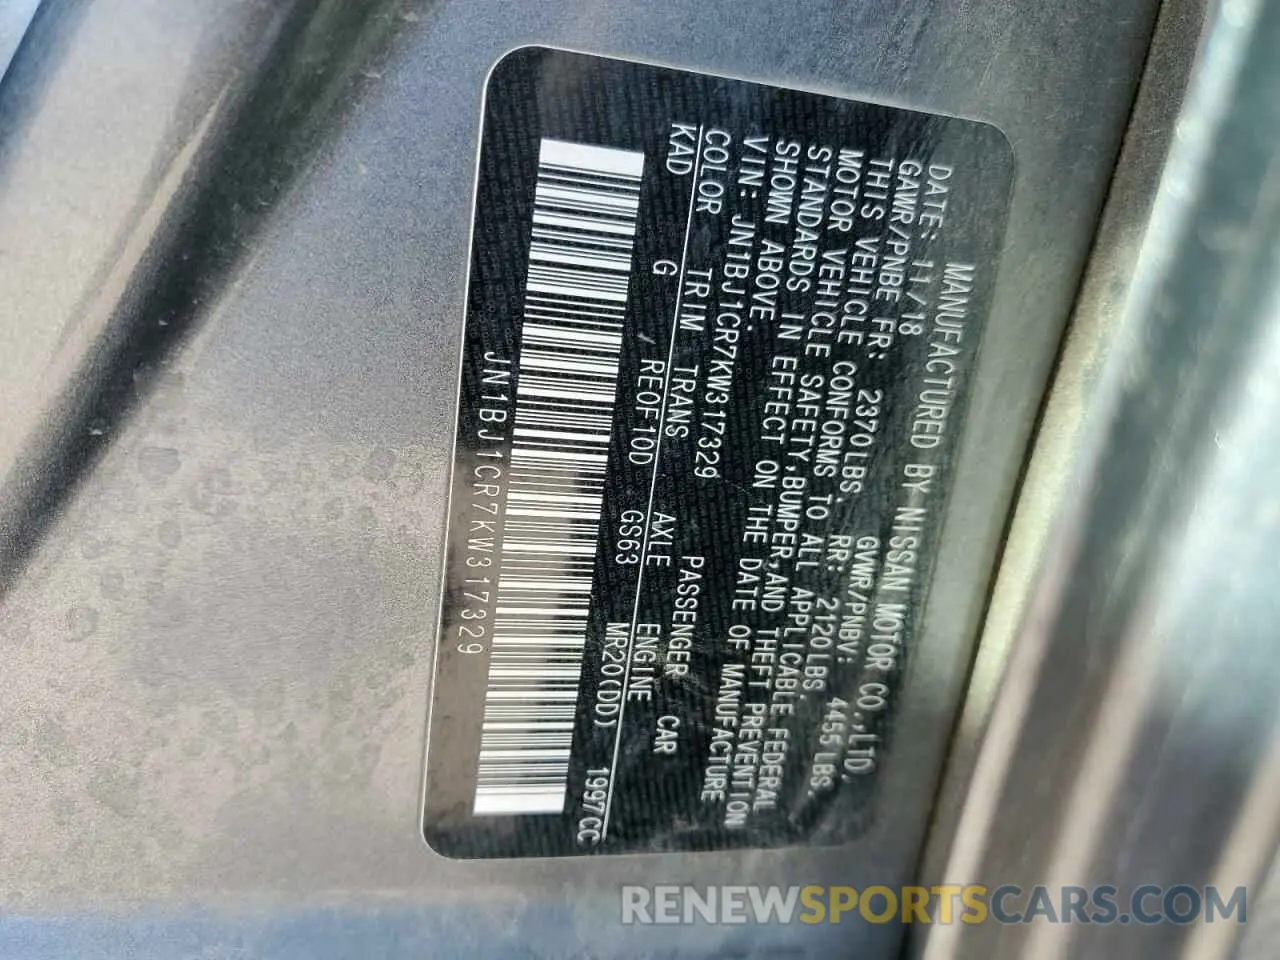 MANUFACTURED BY NISSAN MOTOR CO.,LTD.
DATE: 11/18
GAWR/PNBE FR: 2370LBS. GVWR/PNBV: 4455 LBS.
RR: 2120LBS
THIS VEHICLE CONFORMS TO ALL APPLICABLE FEDERAL
MOTOR VEHICLE SAFETY,BUMPER,AND THEFT PREVENTION
STANDARDS IN EFFECT ON THE DATE OF MANUFACTURE
SHOWN ABOVE.
VIN: JN1BJ1CR7KW317329 PASSENGER CAR
COLOR TRIM TRANS AXLE ENGINE
KAD G , RE0F10D GS63 MR20(DD) 1997CC
JN1BJ1CR7KW317329
RENEWSPORTSCARS.COM